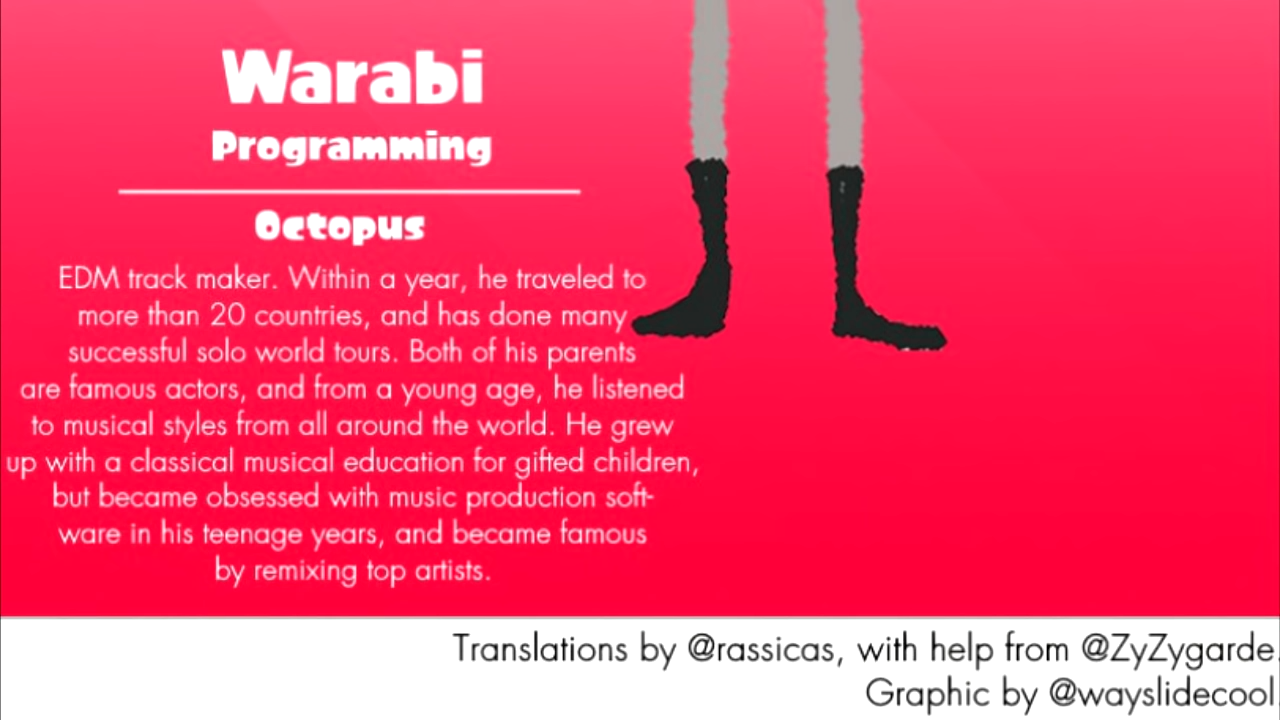 Warabi
Programming
Octopus
EDM track maker. Within a year, he traveled to
more than 20 countries, and has done many
successful solo world tours. Both of his parents
are famous actors, and from a young age, he listened
to musical styles from all around the world. He grew
up with a classical musical education for gifted children,
but became obsessed with music production soft-
ware in his teenage years, and became famous
by remixing top artists.
Translations by @rassicas, with help from @ZyZygarde.
Graphic by @wayslidecool.